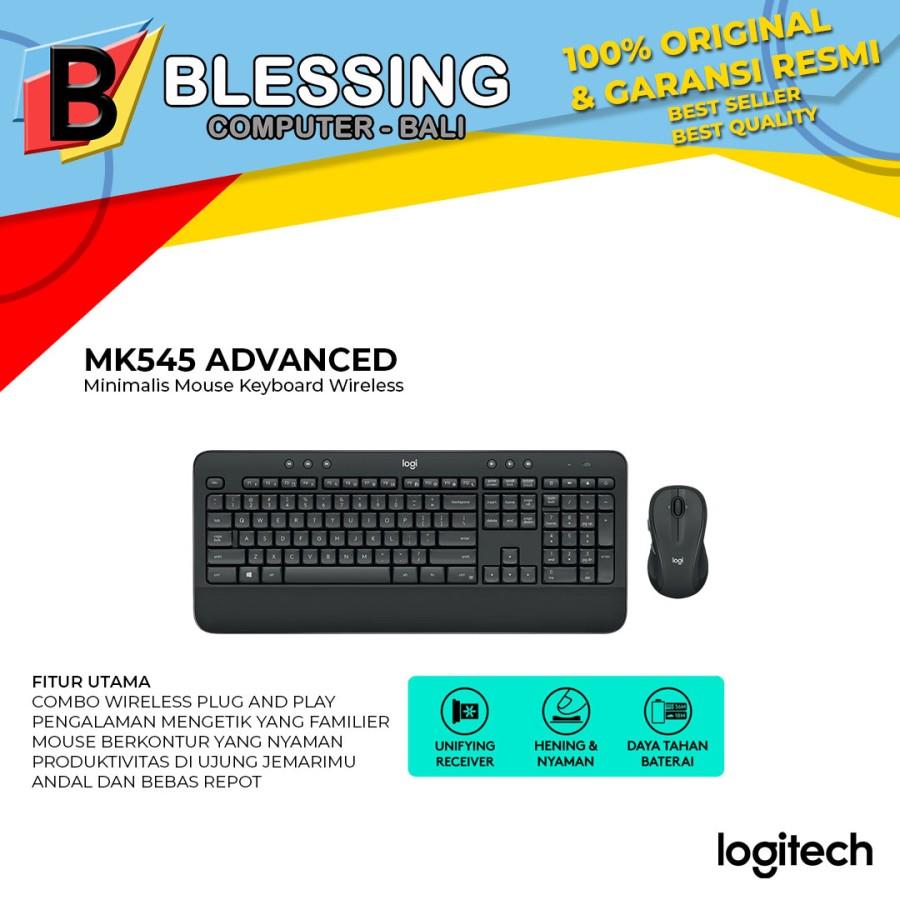 B BLESSING
COMPUTER - BALI
100% ORIGINAL
& GARANSI RESMI
BEST SELLER
BEST QUALITY
MK545 ADVANCED
Minimalis Mouse Keyboard Wireless
logi
Q W E R T Y U I O P
A S D F G H J K L
Z X C V B N M
logi
FITUR UTAMA
COMBO WIRELESS PLUG AND PLAY
PENGALAMAN MENGETIK YANG FAMILIER
MOUSE BERKONTUR YANG NYAMAN
PRODUKTIVITAS DI UJUNG JEMARIMU
ANDAL DAN BEBAS REPOT
UNIFYING
RECEIVER
HENING &
NYAMAN
36M
18M
DAYA TAHAN
BATERAI
logitech